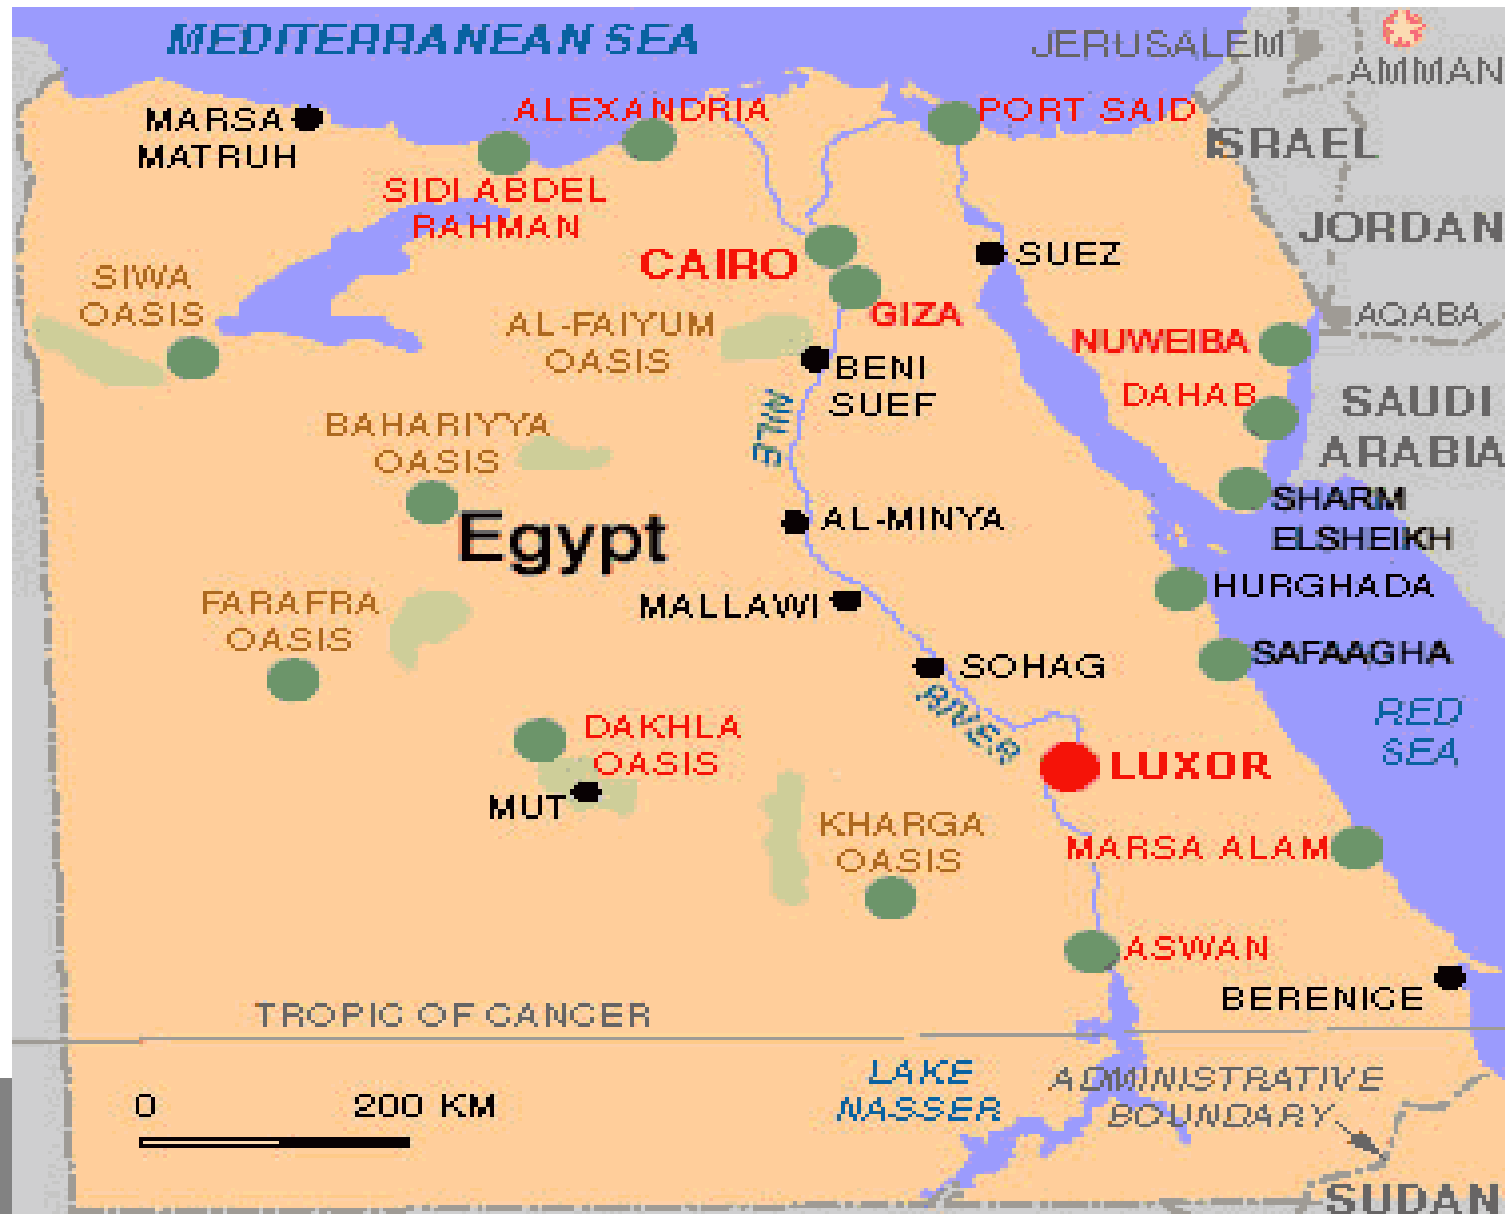 MEDITERRANEAN SEA
JERUSALEM
AMMAN
MARSA
MATRUH
ALEXANDRIA
PORT SAID
ISRAEL
SIDI ABDEL
RAHMAN
JORDAN
CAIRO
SUEZ
SIWA
OASIS
GIZA
AL-FAIYUM
OASIS
AQABA
NUWEIBA
BENI
SUEF
DAHAB
SAUDI
ARABIA
BAHARIYYA
OASIS
NILE
SHARM
ELSHEIKH
Egypt
AL-MINYA
HURGHADA
FARAFRA
OASIS
MALLAWI
SOHAG
SAFAAGHA
RIVER
RED
SEA
DAKHLA
OASIS
LUXOR
MUT
KHARGA
OASIS
MARSA ALAM
ASWAN
BERENICE
TROPIC OF CANCER
LAKE
NASSER
ADMINISTRATIVE
BOUNDARY
0 200 KM
SUDAN